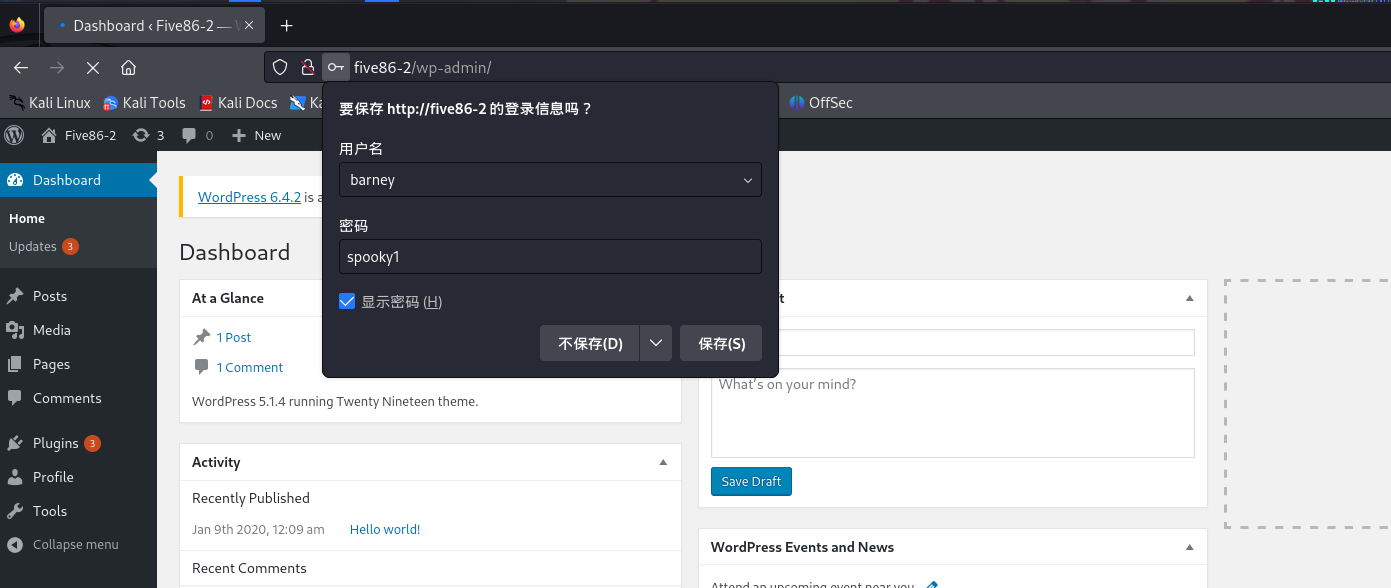 Dashboard ‹ Five86-2 —
five86-2/wp-admin/
Kali Linux Kali Tools Kali Docs OffSec
要保存 http://five86-2 的登录信息吗？
用户名
barney
密码
spooky1
显示密码 (H)
不保存(D) 保存(S)
Five86-2 3 0 New
Dashboard
Home
Updates 3
Posts
Media
Pages
Comments
Plugins 3
Profile
Tools
Collapse menu
WordPress 6.4.2 is
Dashboard
At a Glance
1 Post
1 Comment
WordPress 5.1.4 running Twenty Nineteen theme.
Activity
Recently Published
Jan 9th 2020, 12:09 am Hello world!
Recent Comments
What's on your mind?
Save Draft
WordPress Events and News
Attend an upcoming event near you.